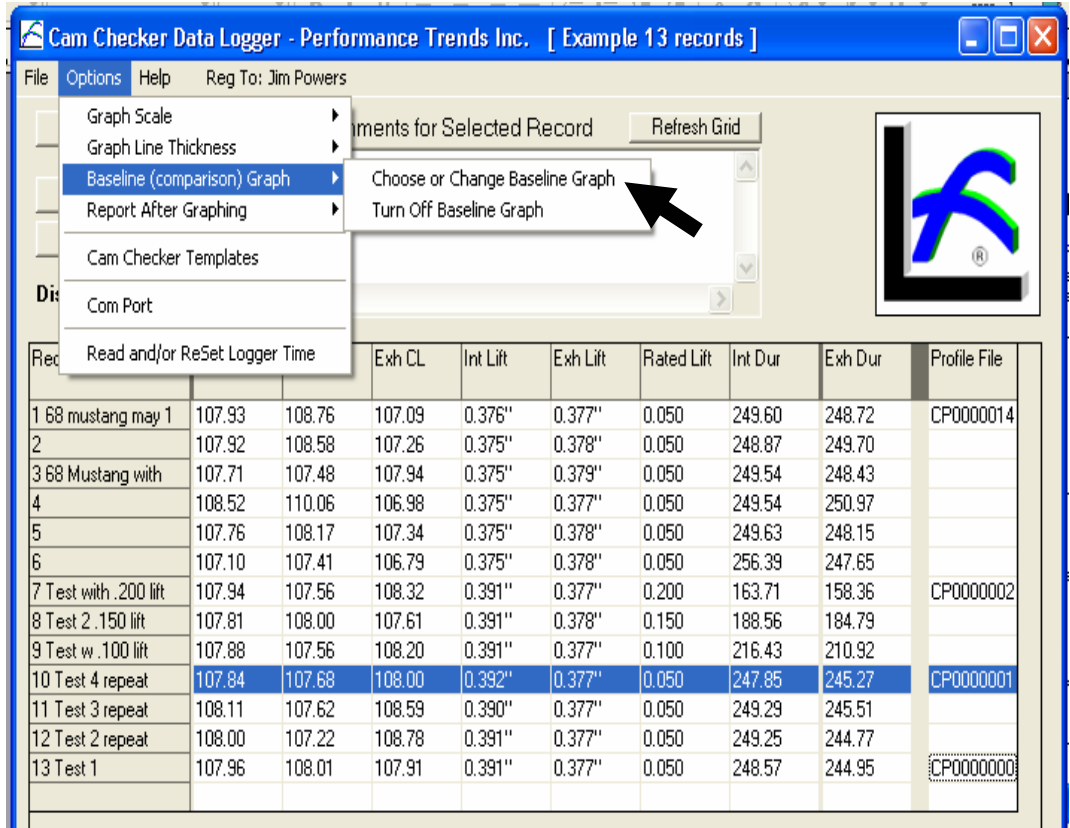 Cam Checker Data Logger - Performance Trends Inc. [ Example 13 records ]
File Options Help Reg To: Jim Powers
Graph Scale
Graph Line Thickness
Baseline (comparison) Graph
Report After Graphing
Cam Checker Templates
Com Port
Read and/or ReSet Logger Time
Choose or Change Baseline Graph
Turn Off Baseline Graph
for Selected Record Refresh Grid
®
Exh CL Int Lift Exh Lift Rated Lift Int Dur Exh Dur Profile File
1 68 mustang may 1 107.93 108.76 107.09 0.376" 0.377" 0.050 249.60 248.72 CP0000014
2 107.92 108.58 107.26 0.375" 0.378" 0.050 248.87 249.70
3 68 Mustang with 107.71 107.48 107.94 0.375" 0.379" 0.050 249.54 248.43
4 108.52 110.06 106.98 0.375" 0.377" 0.050 249.54 250.97
5 107.76 108.17 107.34 0.375" 0.378" 0.050 249.63 248.15
6 107.10 107.41 106.79 0.375" 0.378" 0.050 256.39 247.65
7 Test with .200 lift 107.94 107.56 108.32 0.391" 0.377" 0.200 163.71 158.36 CP0000002
8 Test 2 .150 lift 107.81 108.00 107.61 0.391" 0.378" 0.150 188.56 184.79
9 Test w .100 lift 107.88 107.56 108.20 0.391" 0.377" 0.100 216.43 210.92
10 Test 4 repeat 107.84 107.68 108.00 0.392" 0.377" 0.050 247.85 245.27 CP0000001
11 Test 3 repeat 108.11 107.62 108.59 0.390" 0.377" 0.050 249.29 245.51
12 Test 2 repeat 108.00 107.22 108.78 0.391" 0.377" 0.050 249.25 244.77
13 Test 1 107.96 108.01 107.91 0.391" 0.377" 0.050 248.57 244.95 CP0000000